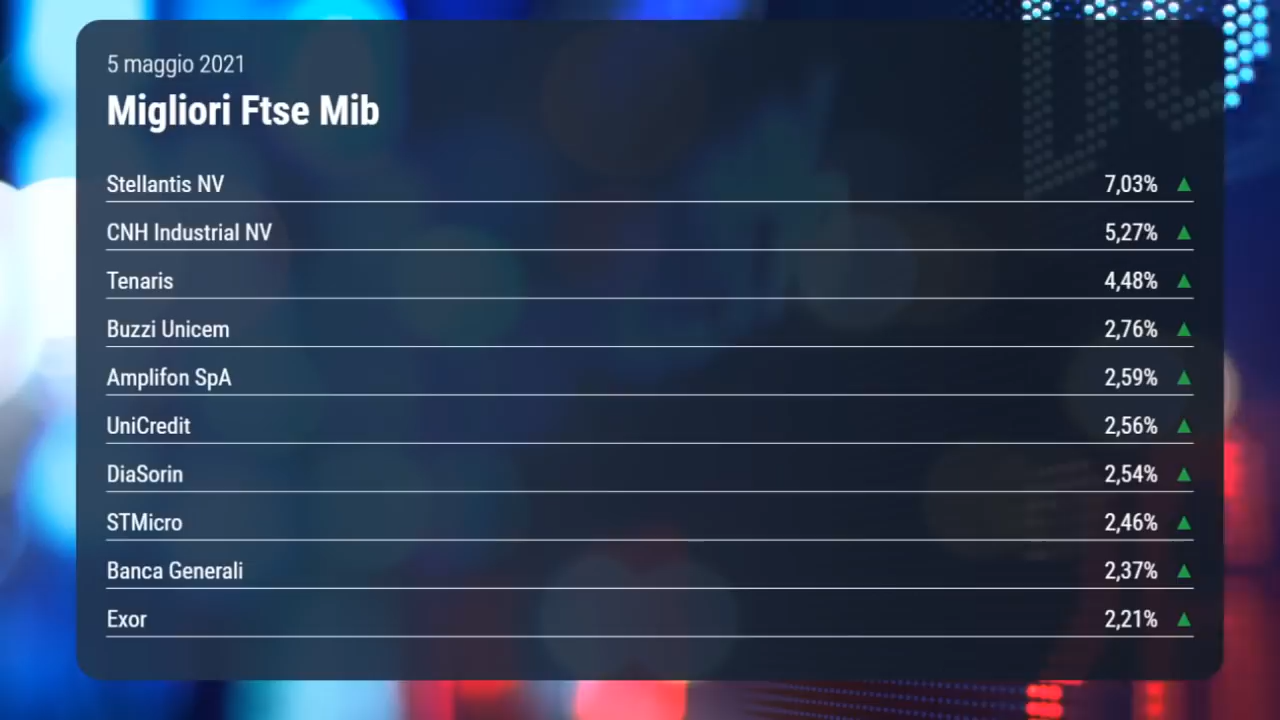 5 maggio 2021
Migliori Ftse Mib
Stellantis NV 7,03% ▲
CNH Industrial NV 5,27% ▲
Tenaris 4,48% ▲
Buzzi Unicem 2,76% ▲
Amplifon SpA 2,59% ▲
UniCredit 2,56% ▲
DiaSorin 2,54% ▲
STMicro 2,46% ▲
Banca Generali 2,37% ▲
Exor 2,21% ▲